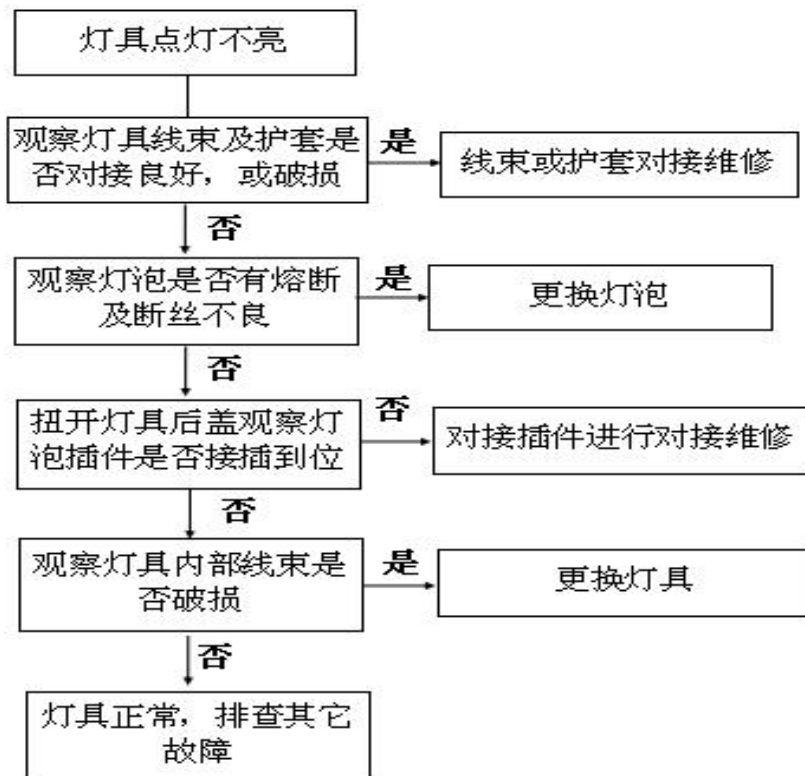 灯具点灯不亮
观察灯具线束及护套是
否对接良好，或破损
是
线束或护套对接维修
否
观察灯泡是否有熔断
及断丝不良
是
更换灯泡
否
扭开灯具后盖观察灯
泡插件是否接插到位
否
对接插件进行对接维修
否
观察灯具内部线束是
否破损
是
更换灯具
否
灯具正常，排查其它
故障